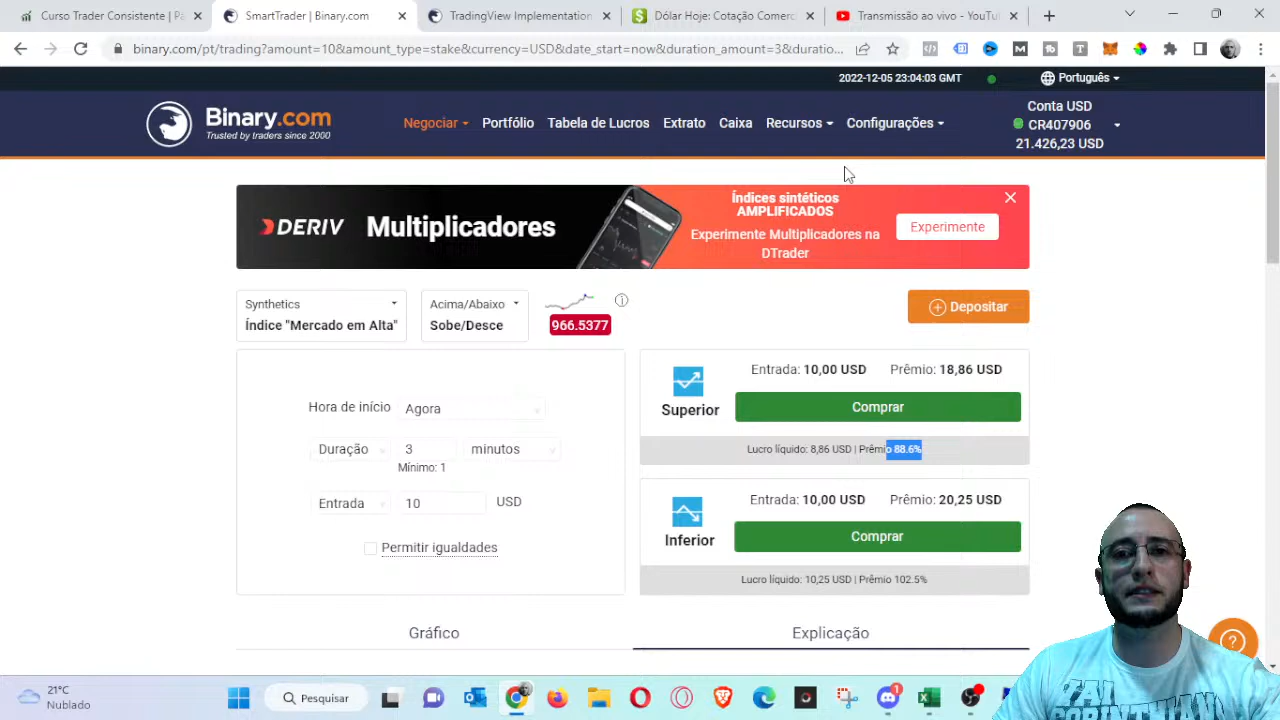 Curso Trader Consistente | Pa
SmartTrader | Binary.com
TradingView Implementation
Dólar Hoje: Cotação Comerc
Transmissão ao vivo - YouTu
binary.com/pt/trading?amount=10&amount_type=stake&currency=USD&date_start=now&duration_amount=3&duratio...
2022-12-05 23:04:03 GMT
Português
Binary.com
Trusted by traders since 2000
Negociar
Portfólio
Tabela de Lucros
Extrato
Caixa
Recursos
Configurações
Conta USD
CR407906
21.426,23 USD
DERIV
Multiplicadores
Índices sintéticos
AMPLIFICADOS
Experimente Multiplicadores na
DTrader
Experimente
Synthetics
Índice "Mercado em Alta"
Acima/Abaixo
Sobe/Desce
966.5377
Depositar
Hora de início
Agora
Duração
3
minutos
Mínimo: 1
Entrada
10
USD
Permitir igualdades
Entrada: 10,00 USD
Prêmio: 18,86 USD
Superior
Comprar
Lucro líquido: 8,86 USD | Prêmio 88.6%
Entrada: 10,00 USD
Prêmio: 20,25 USD
Inferior
Comprar
Lucro líquido: 10,25 USD | Prêmio 102.5%
Gráfico
Explicação
21°C
Nublado
Pesquisar
CORINTHIANS